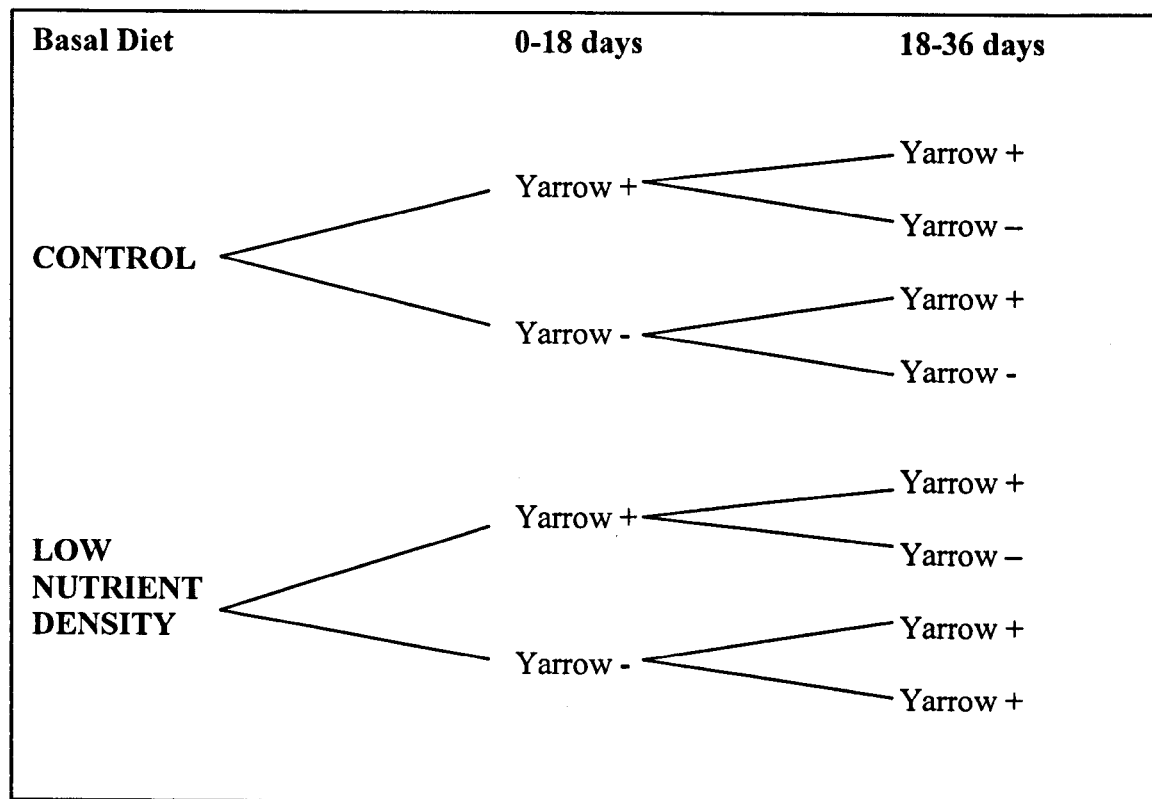 Basal Diet 0-18 days 18-36 days
Yarrow +
Yarrow +
Yarrow –
CONTROL
Yarrow +
Yarrow -
Yarrow -
Yarrow +
Yarrow +
LOW
NUTRIENT
DENSITY
Yarrow –
Yarrow +
Yarrow -
Yarrow +